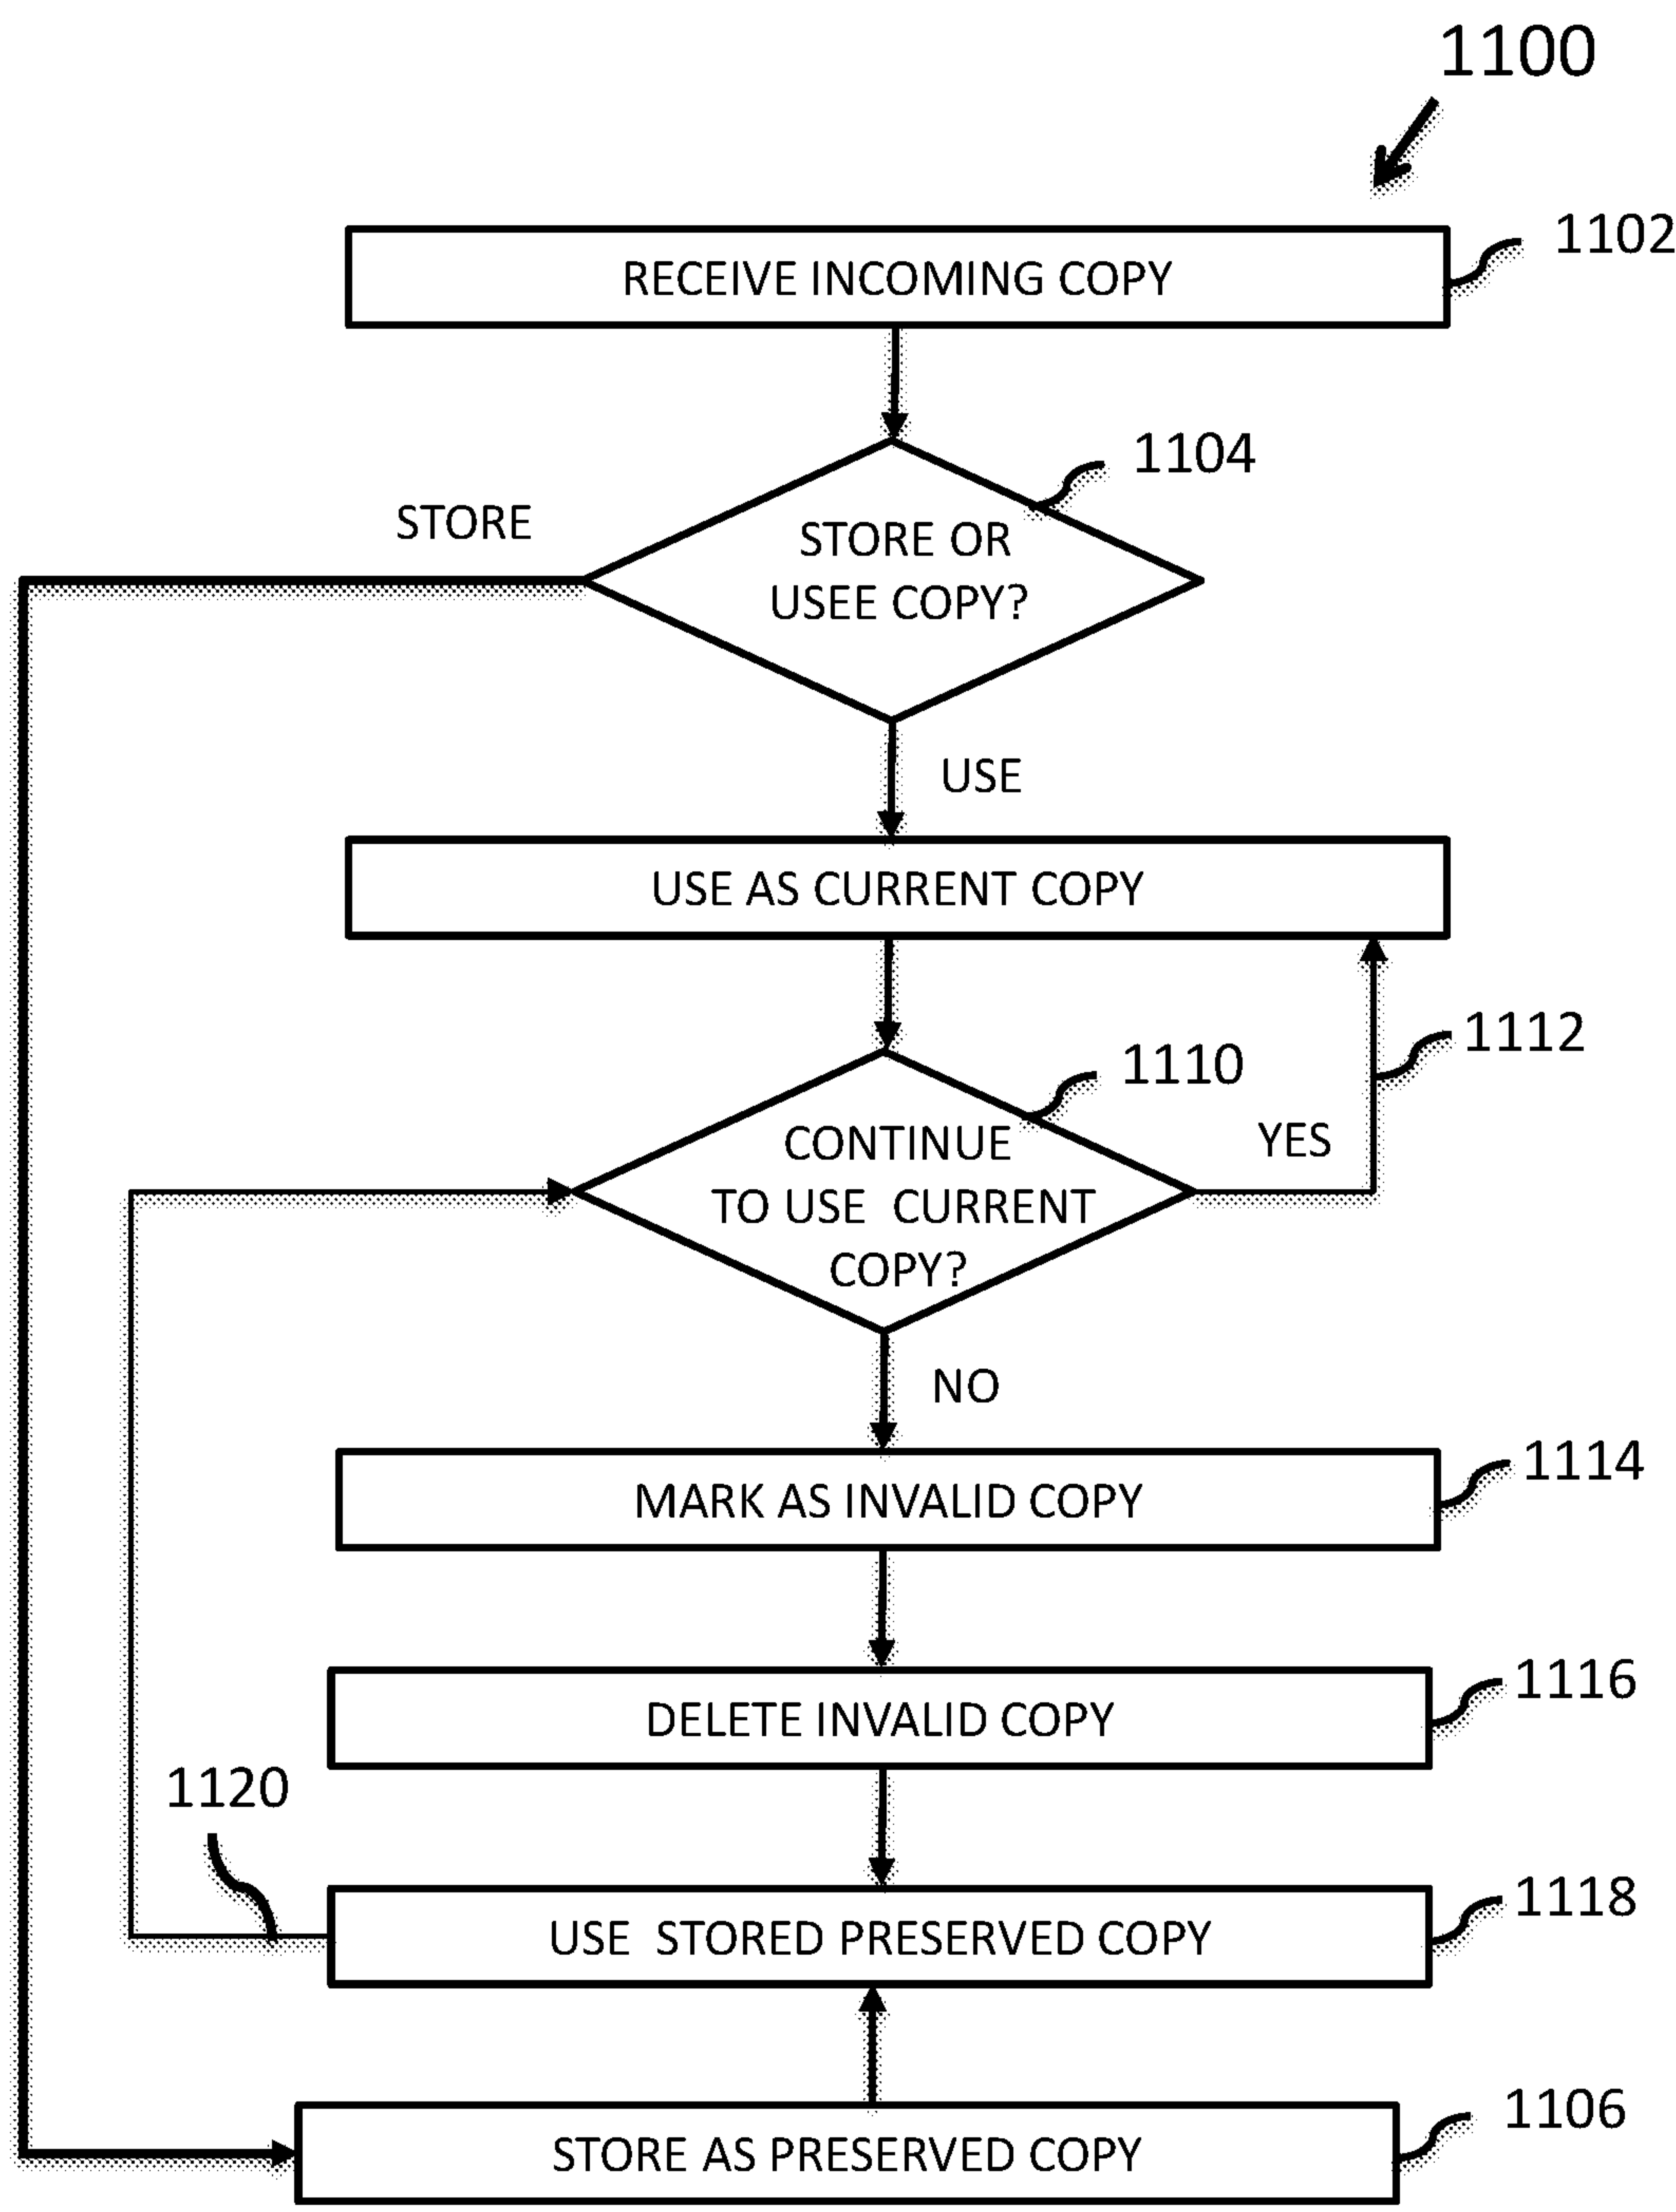 1100
RECEIVE INCOMING COPY
1102
1104
STORE
STORE OR
USEE COPY?
USE
USE AS CURRENT COPY
1112
1110
YES
CONTINUE
TO USE CURRENT
COPY?
NO
MARK AS INVALID COPY
1114
DELETE INVALID COPY
1116
1120
USE STORED PRESERVED COPY
1118
STORE AS PRESERVED COPY
1106